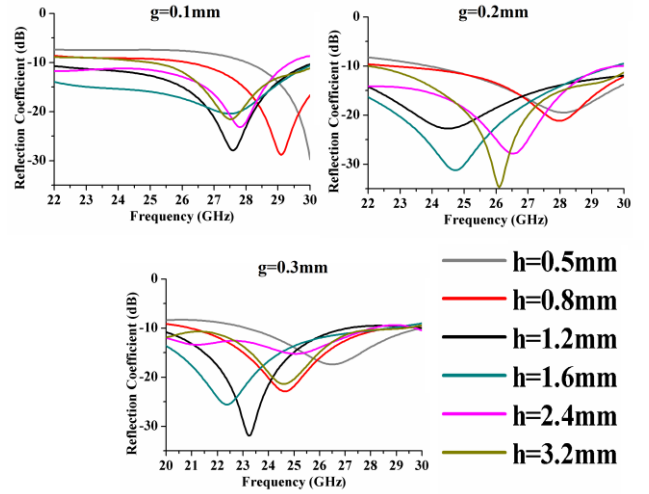 g=0.1mm
0
-10
-20
-30
Reflection Coefficient (dB)
22 23 24 25 26 27 28 29 30
Frequency (GHz)
g=0.2mm
0
-10
-20
-30
Reflection Coefficient (dB)
22 23 24 25 26 27 28 29 30
Frequency (GHz)
g=0.3mm
0
-10
-20
-30
Reflection Coefficient (dB)
20 21 22 23 24 25 26 27 28 29 30
Frequency (GHz)
h=0.5mm
h=0.8mm
h=1.2mm
h=1.6mm
h=2.4mm
h=3.2mm